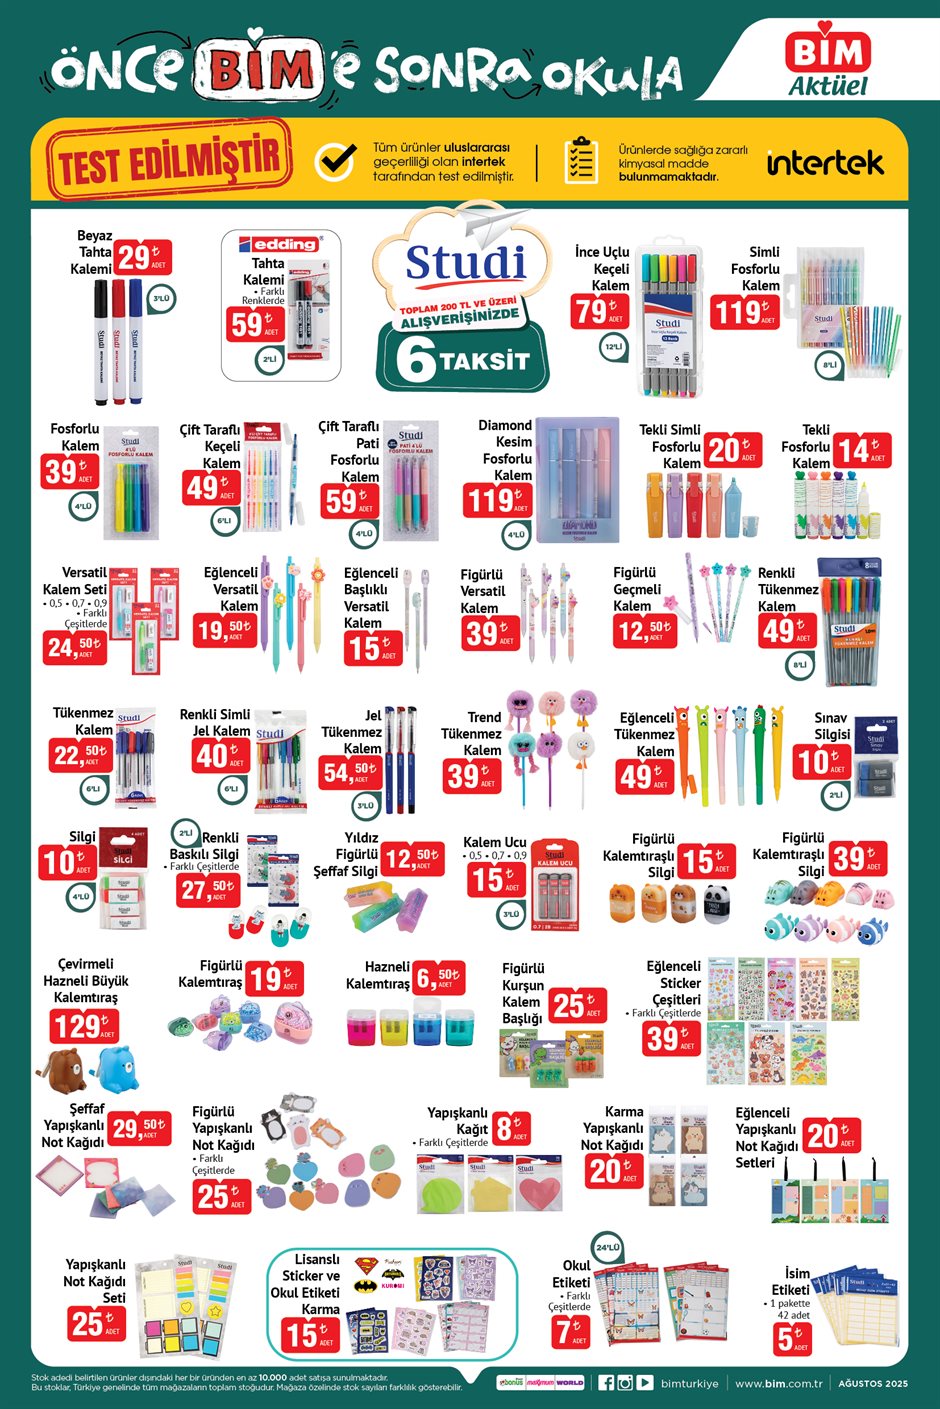 ÖNCE BİM'E SONRA OKULA
BİM
Aktüel
TEST EDİLMİŞTİR
Tüm ürünler uluslararası
geçerliliği olan intertek
tarafından test edilmiştir.
Ürünlerde sağlığa zararlı
kimyasal madde
bulunmamaktadır.
intertek
Beyaz
Tahta
Kalemi
29₺
ADET
3'LÜ
edding
Tahta
Kalemi
• Farklı
Renklerde
59₺
ADET
2'Lİ
Studi
TOPLAM 200 TL VE ÜZERİ
ALIŞVERİŞİNİZDE
6 TAKSİT
İnce Uçlu
Keçeli
Kalem
79₺
ADET
12'Lİ
Simli
Fosforlu
Kalem
119₺
ADET
8'Lİ
Fosforlu
Kalem
39₺
ADET
4'LÜ
Çift Taraflı
Keçeli
Kalem
49₺
ADET
6'LI
Çift Taraflı
Pati
Fosforlu
Kalem
59₺
ADET
4'LÜ
Diamond
Kesim
Fosforlu
Kalem
119₺
ADET
4'LÜ
Tekli Simli
Fosforlu
Kalem
20₺
ADET
Tekli
Fosforlu
Kalem
14₺
ADET
Versatil
Kalem Seti
• 0,5 • 0,7 • 0,9
• Farklı
Çeşitlerde
24,50₺
ADET
Eğlenceli
Versatil
Kalem
19,50₺
ADET
Eğlenceli
Başlıklı
Versatil
Kalem
15₺
ADET
Figürlü
Versatil
Kalem
39₺
ADET
Figürlü
Geçmeli
Kalem
12,50₺
ADET
Renkli
Tükenmez
Kalem
49₺
ADET
8'Lİ
Tükenmez
Kalem
22,50₺
ADET
6'LI
Renkli Simli
Jel Kalem
40₺
ADET
6'LI
Jel
Tükenmez
Kalem
54,50₺
ADET
3'LÜ
Trend
Tükenmez
Kalem
39₺
ADET
Eğlenceli
Tükenmez
Kalem
49₺
ADET
Sınav
Silgisi
10₺
ADET
2'Lİ
Silgi
10₺
ADET
4'LÜ
2'Lİ
Renkli
Baskılı Silgi
• Farklı Çeşitlerde
27,50₺
ADET
Yıldız
Figürlü
Şeffaf Silgi
12,50₺
ADET
Kalem Ucu
• 0,5 • 0,7 • 0,9
15₺
ADET
3'LÜ
Figürlü
Kalemtıraşlı
Silgi
15₺
ADET
Figürlü
Kalemtıraşlı
Silgi
39₺
ADET
Çevirmeli
Hazneli Büyük
Kalemtıraş
129₺
ADET
Figürlü
Kalemtıraş
19₺
ADET
Hazneli
Kalemtıraş
6,50₺
ADET
Figürlü
Kurşun
Kalem
Başlığı
25₺
ADET
Eğlenceli
Sticker
Çeşitleri
• Farklı Çeşitlerde
39₺
ADET
Şeffaf
Yapışkanlı
Not Kağıdı
29,50₺
ADET
Figürlü
Yapışkanlı
Not Kağıdı
• Farklı
Çeşitlerde
25₺
ADET
Yapışkanlı
Kağıt
• Farklı Çeşitlerde
8₺
ADET
Karma
Yapışkanlı
Not Kağıdı
20₺
ADET
Eğlenceli
Yapışkanlı
Not Kağıdı
Setleri
20₺
ADET
Yapışkanlı
Not Kağıdı
Seti
25₺
ADET
Lisanslı
Sticker ve
Okul Etiketi
Karma
15₺
ADET
KUROMI
24'LÜ
Okul
Etiketi
• Farklı
Çeşitlerde
7₺
ADET
İsim
Etiketi
• 1 pakette
42 adet
5₺
ADET
Stok adedi belirtilen ürünler dışındaki her bir üründen en az 10.000 adet satışa sunulmaktadır.
Bu stoklar, Türkiye genelinde tüm mağazaların toplam stoğudur. Mağaza özelinde stok sayıları farklılık gösterebilir.
bonus maximum WORLD
bimturkiye | www.bim.com.tr | AĞUSTOS 2025